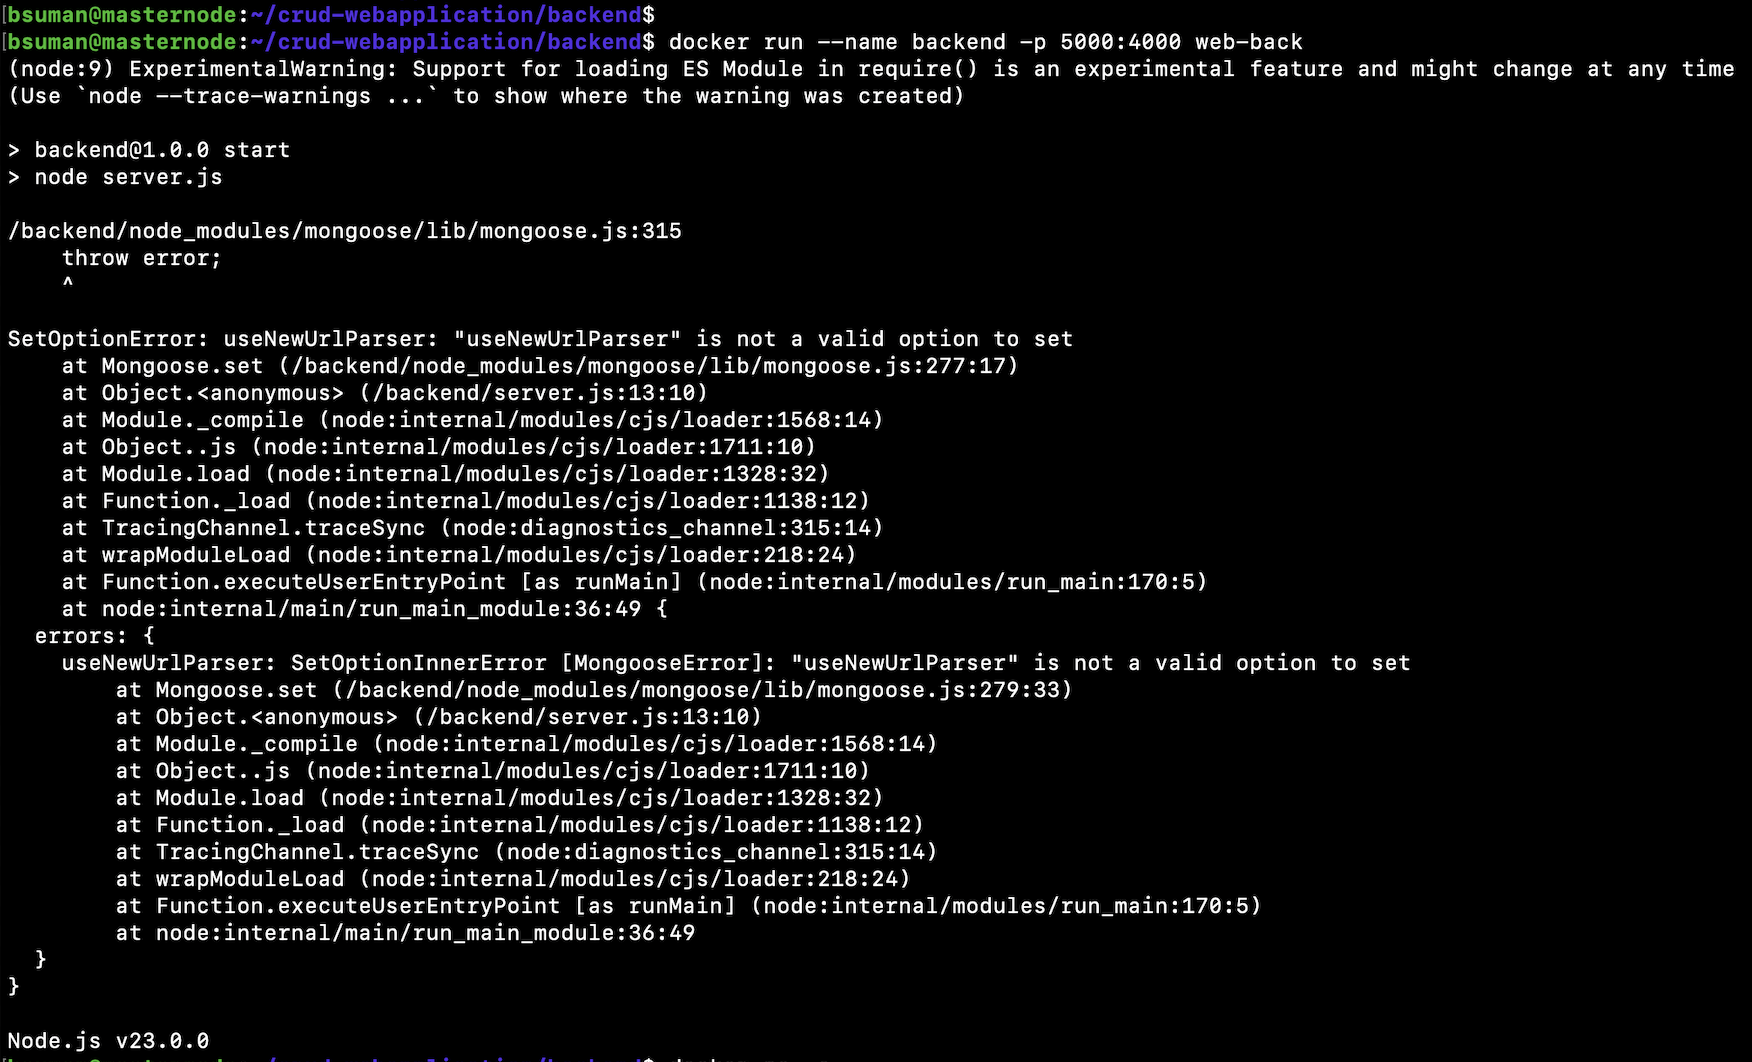 [bsuman@masternode:~/crud-webapplication/backend$
[bsuman@masternode:~/crud-webapplication/backend$ docker run --name backend -p 5000:4000 web-back
(node:9) ExperimentalWarning: Support for loading ES Module in require() is an experimental feature and might change at any time
(Use `node --trace-warnings ...` to show where the warning was created)

> backend@1.0.0 start
> node server.js

/backend/node_modules/mongoose/lib/mongoose.js:315
    throw error;
    ^

SetOptionError: useNewUrlParser: "useNewUrlParser" is not a valid option to set
    at Mongoose.set (/backend/node_modules/mongoose/lib/mongoose.js:277:17)
    at Object.<anonymous> (/backend/server.js:13:10)
    at Module._compile (node:internal/modules/cjs/loader:1568:14)
    at Object..js (node:internal/modules/cjs/loader:1711:10)
    at Module.load (node:internal/modules/cjs/loader:1328:32)
    at Function._load (node:internal/modules/cjs/loader:1138:12)
    at TracingChannel.traceSync (node:diagnostics_channel:315:14)
    at wrapModuleLoad (node:internal/modules/cjs/loader:218:24)
    at Function.executeUserEntryPoint [as runMain] (node:internal/modules/run_main:170:5)
    at node:internal/main/run_main_module:36:49 {
  errors: {
    useNewUrlParser: SetOptionInnerError [MongooseError]: "useNewUrlParser" is not a valid option to set
        at Mongoose.set (/backend/node_modules/mongoose/lib/mongoose.js:279:33)
        at Object.<anonymous> (/backend/server.js:13:10)
        at Module._compile (node:internal/modules/cjs/loader:1568:14)
        at Object..js (node:internal/modules/cjs/loader:1711:10)
        at Module.load (node:internal/modules/cjs/loader:1328:32)
        at Function._load (node:internal/modules/cjs/loader:1138:12)
        at TracingChannel.traceSync (node:diagnostics_channel:315:14)
        at wrapModuleLoad (node:internal/modules/cjs/loader:218:24)
        at Function.executeUserEntryPoint [as runMain] (node:internal/modules/run_main:170:5)
        at node:internal/main/run_main_module:36:49
  }
}

Node.js v23.0.0